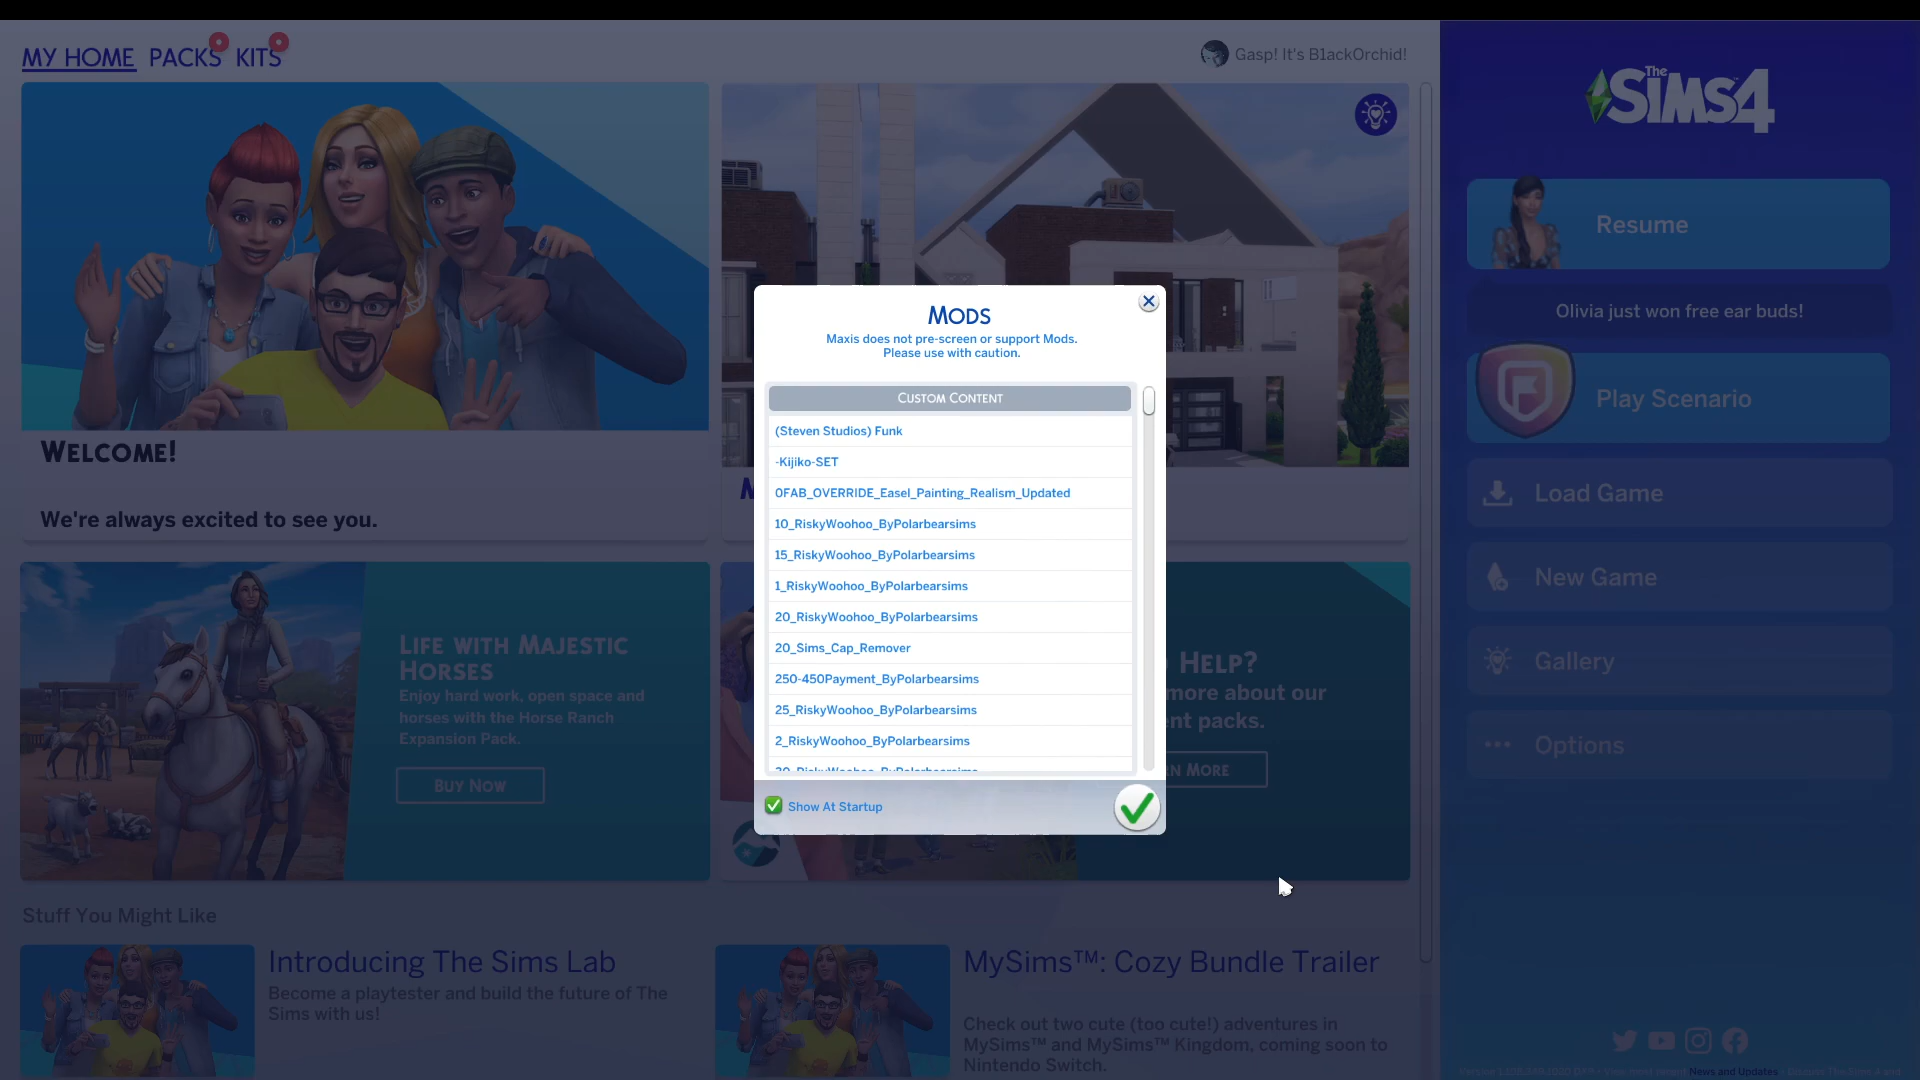 MY HOME PACKS KITS
Gasp! It's B1ackOrchid!
The Sims 4
Resume
Olivia just won free ear buds!
Play Scenario
Load Game
New Game
Gallery
Options
WELCOME!
We're always excited to see you.
Mods
Maxis does not pre-screen or support Mods.
Please use with caution.
Custom Content
(Steven Studios) Funk
-Kijiko-SET
0FAB_OVERRIDE_Easel_Painting_Realism_Updated
10_RiskyWoohoo_ByPolarbearsims
15_RiskyWoohoo_ByPolarbearsims
1_RiskyWoohoo_ByPolarbearsims
20_RiskyWoohoo_ByPolarbearsims
20_Sims_Cap_Remover
250-450Payment_ByPolarbearsims
25_RiskyWoohoo_ByPolarbearsims
2_RiskyWoohoo_ByPolarbearsims
Show At Startup
Life with Majestic
Horses
Enjoy hard work, open space and
horses with the Horse Ranch
Expansion Pack.
Buy Now
Help?
more about our
packs.
More
Stuff You Might Like
Introducing The Sims Lab
Become a playtester and build the future of The
Sims with us!
MySims™: Cozy Bundle Trailer
Check out two cute (too cute!) adventures in
MySims™ and MySims™ Kingdom, coming soon to
Nintendo Switch.
News and Updates